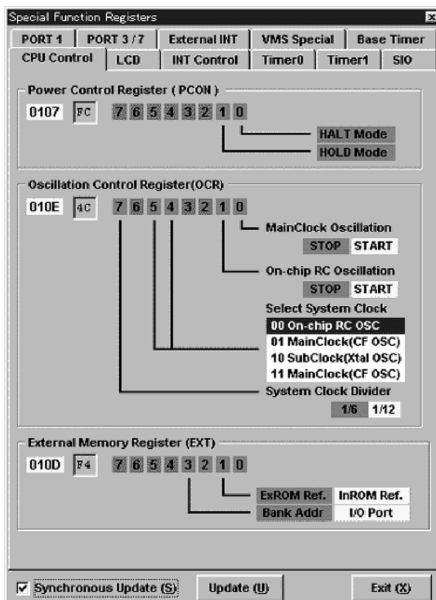 Special Function Registers
PORT 1 PORT 3 / 7 External INT VMS Special Base Timer
CPU Control LCD INT Control Timer0 Timer1 SIO
Power Control Register ( PCON )
0107 FC 7 6 5 4 3 2 1 0
HALT Mode
HOLD Mode
Oscillation Control Register(OCR)
010E 4C 7 6 5 4 3 2 1 0
MainClock Oscillation
STOP START
On-chip RC Oscillation
STOP START
Select System Clock
00 On-chip RC OSC
01 MainClock(CF OSC)
10 SubClock(Xtal OSC)
11 MainClock(CF OSC)
System Clock Divider
1/6 1/12
External Memory Register (EXT)
010D F4 7 6 5 4 3 2 1 0
ExROM Ref. InROM Ref.
Bank Addr I/O Port
Synchronous Update (S) Update (U) Exit (X)